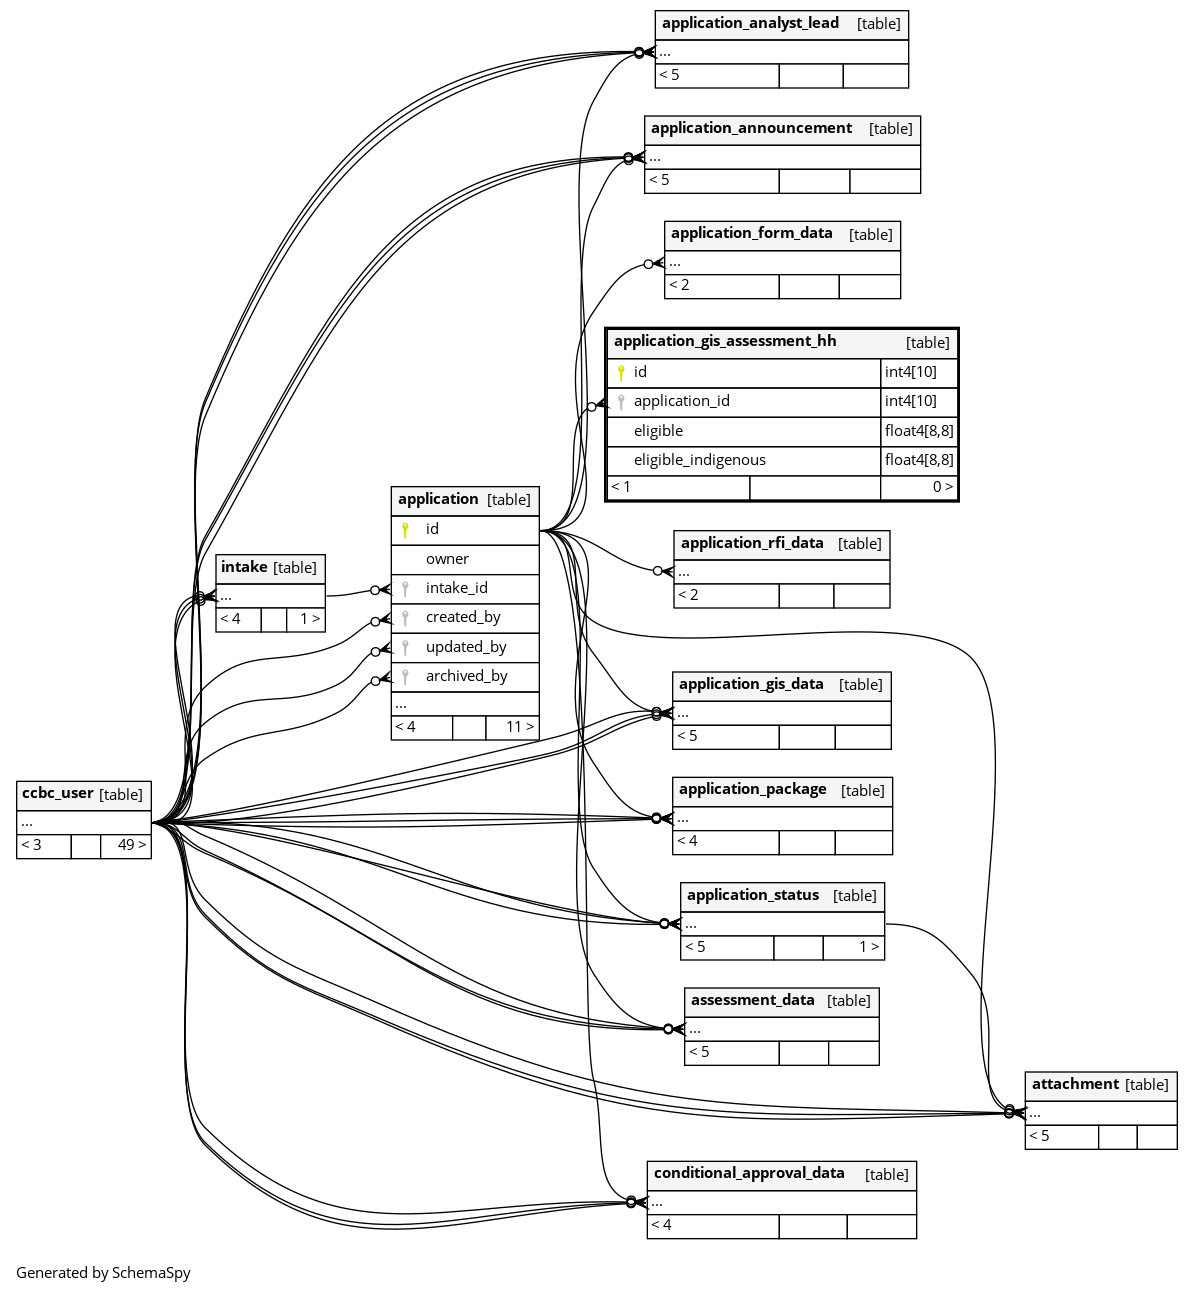 application_analyst_lead [table]
...
< 5
application_announcement [table]
...
< 5
application_form_data [table]
...
< 2
application_gis_assessment_hh [table]
id int4[10]
application_id int4[10]
eligible float4[8,8]
eligible_indigenous float4[8,8]
< 1 0 >
application [table]
id
owner
intake_id
created_by
updated_by
archived_by
...
< 4 11 >
intake [table]
...
< 4 1 >
application_rfi_data [table]
...
< 2
application_gis_data [table]
...
< 5
ccbc_user [table]
...
< 3 49 >
application_package [table]
...
< 4
application_status [table]
...
< 5 1 >
assessment_data [table]
...
< 5
attachment [table]
...
< 5
conditional_approval_data [table]
...
< 4
Generated by SchemaSpy